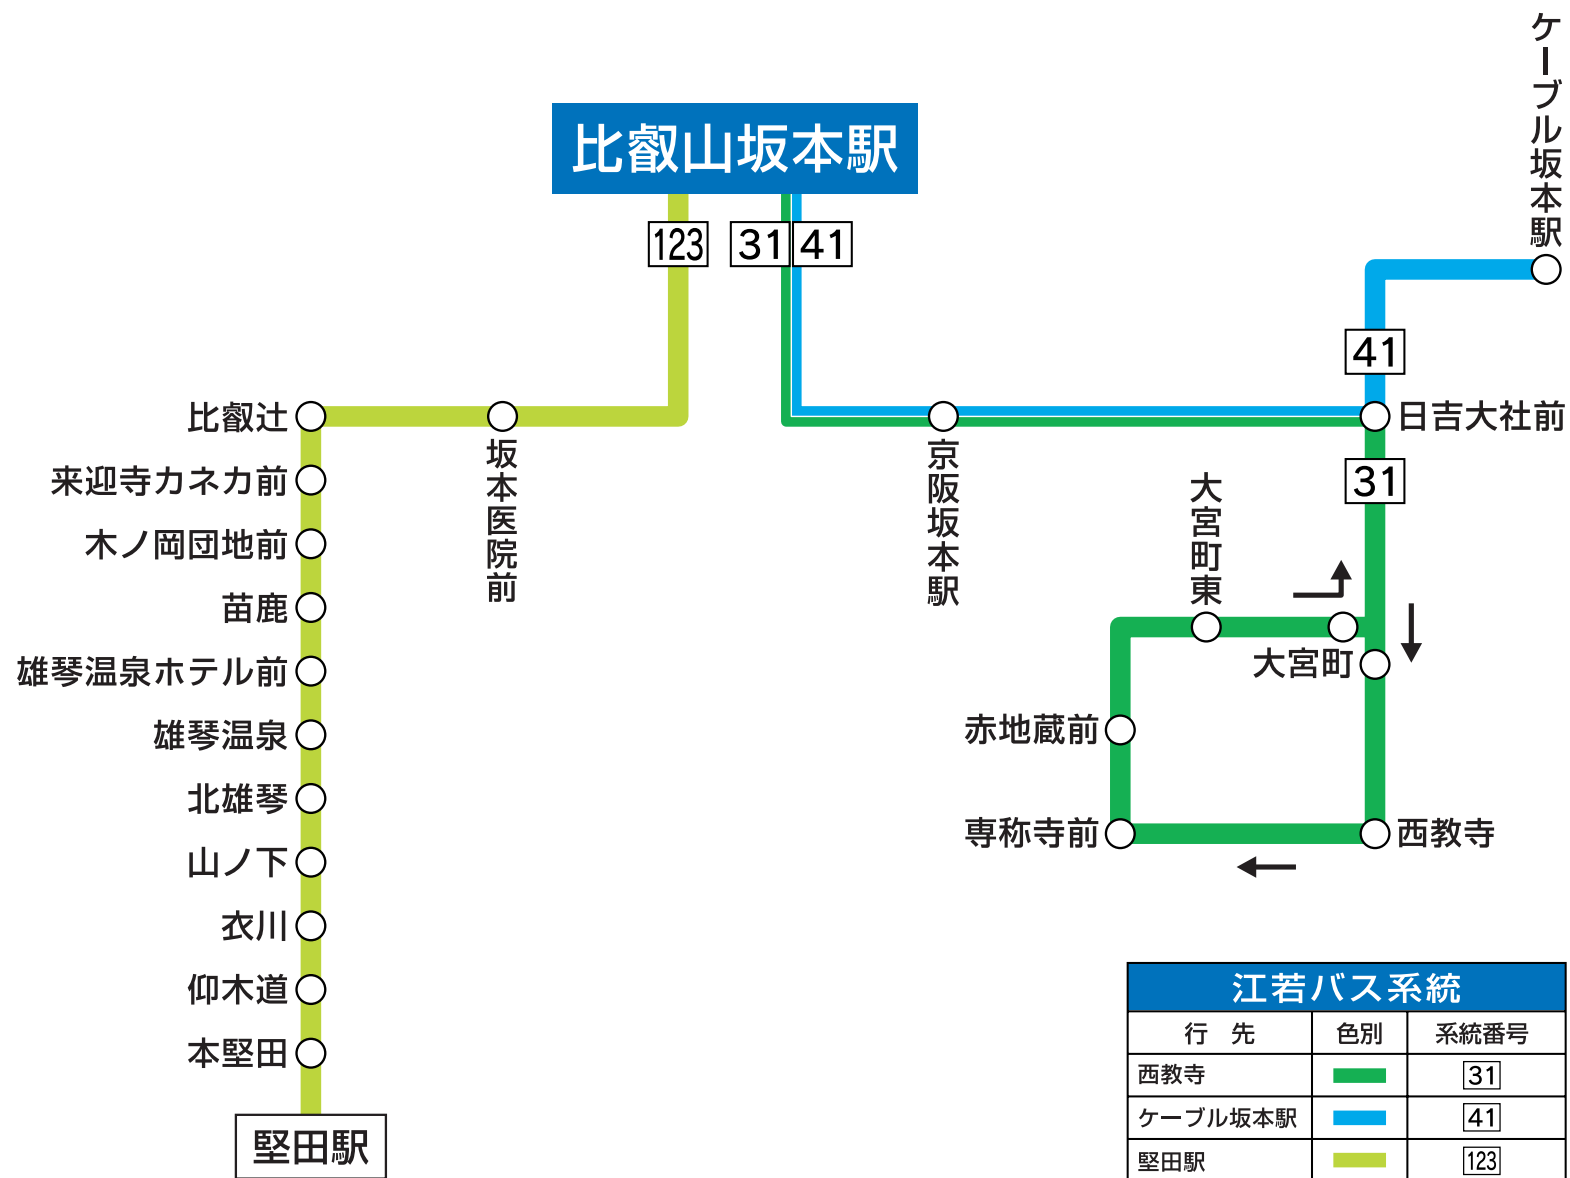 ケーブル坂本駅
比叡山坂本駅
123
31
41
41
比叡辻
坂本医院前
京阪坂本駅
日吉大社前
31
来迎寺カネカ前
木ノ岡団地前
苗鹿
雄琴温泉ホテル前
雄琴温泉
北雄琴
山ノ下
衣川
仰木道
本堅田
堅田駅
大宮町東
大宮町
赤地蔵前
専称寺前
西教寺
江若バス系統
行　先 色別 系統番号
西教寺 31
ケーブル坂本駅 41
堅田駅 123